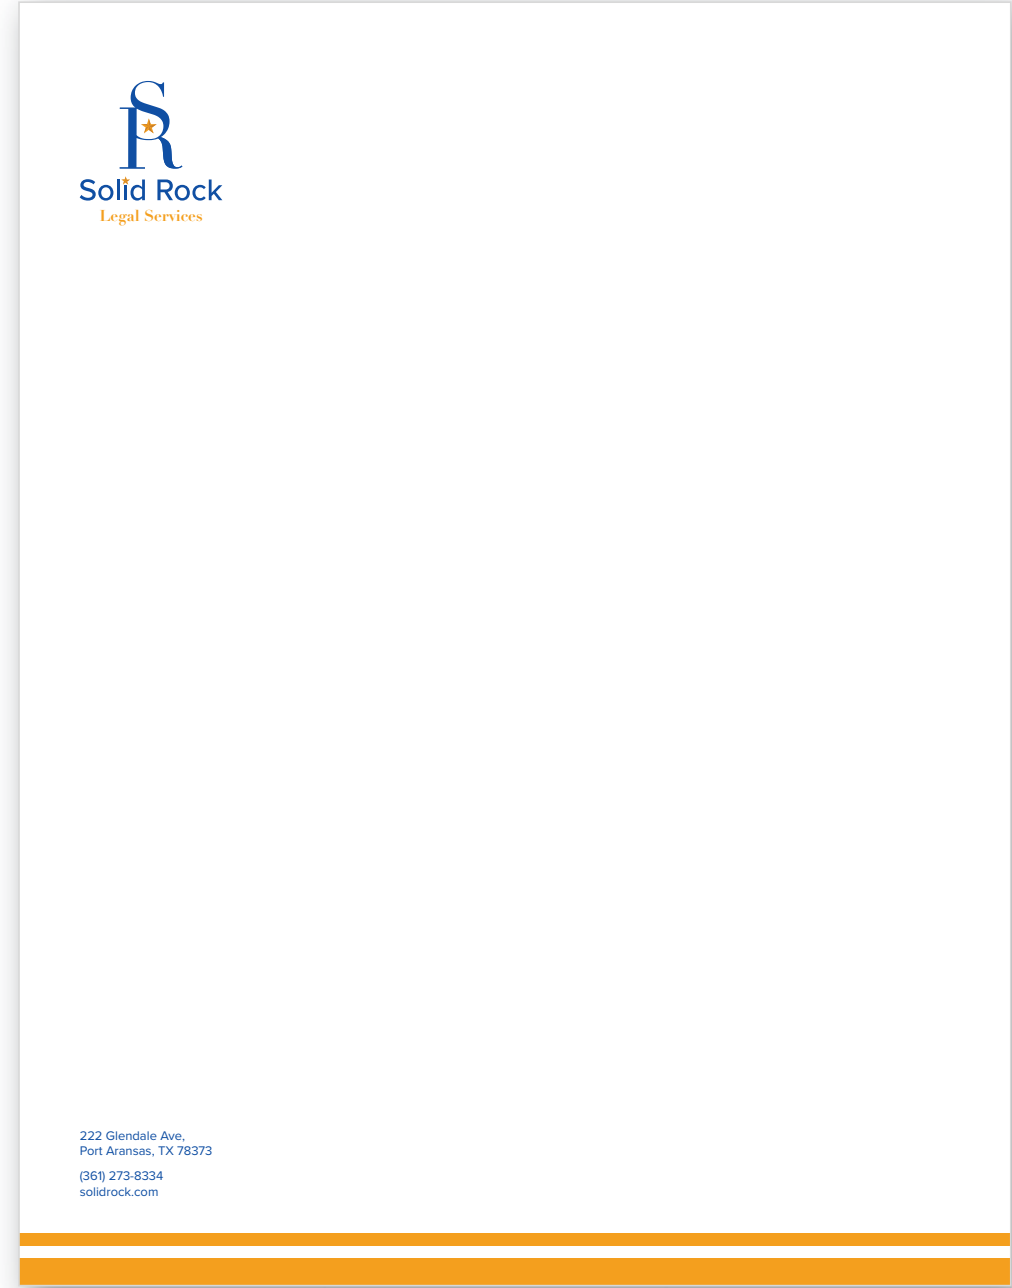 SR
Solid Rock
Legal Services
222 Glendale Ave,
Port Aransas, TX 78373
(361) 273-8334
solidrock.com